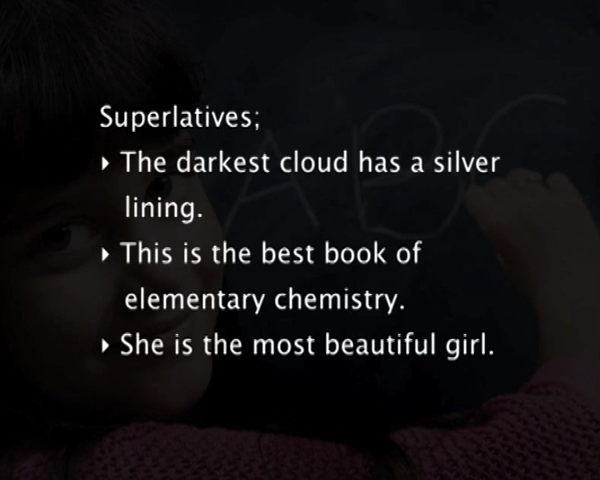 Superlatives;
‣ The darkest cloud has a silver
lining.
‣ This is the best book of
elementary chemistry.
‣ She is the most beautiful girl.
ABC